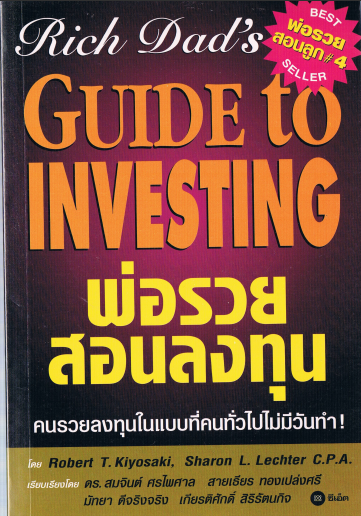 Rich Dad's
BEST
พ่อรวย
สอนลูก #4
SELLER
GUIDE to
INVESTING
พ่อรวย
สอนลงทุน
คนรวยลงทุนในแบบที่คนทั่วไปไม่มีวันทำ!
โดย Robert T. Kiyosaki, Sharon L. Lechter C.P.A.
เรียบเรียงโดย ดร.สมจินต์ ศรไพศาล สายเธียร ทองเปล่งศรี
มัทยา ดีจริงจริง เกียรติศักดิ์ สิริรัตนกิจ
ซีเอ็ด